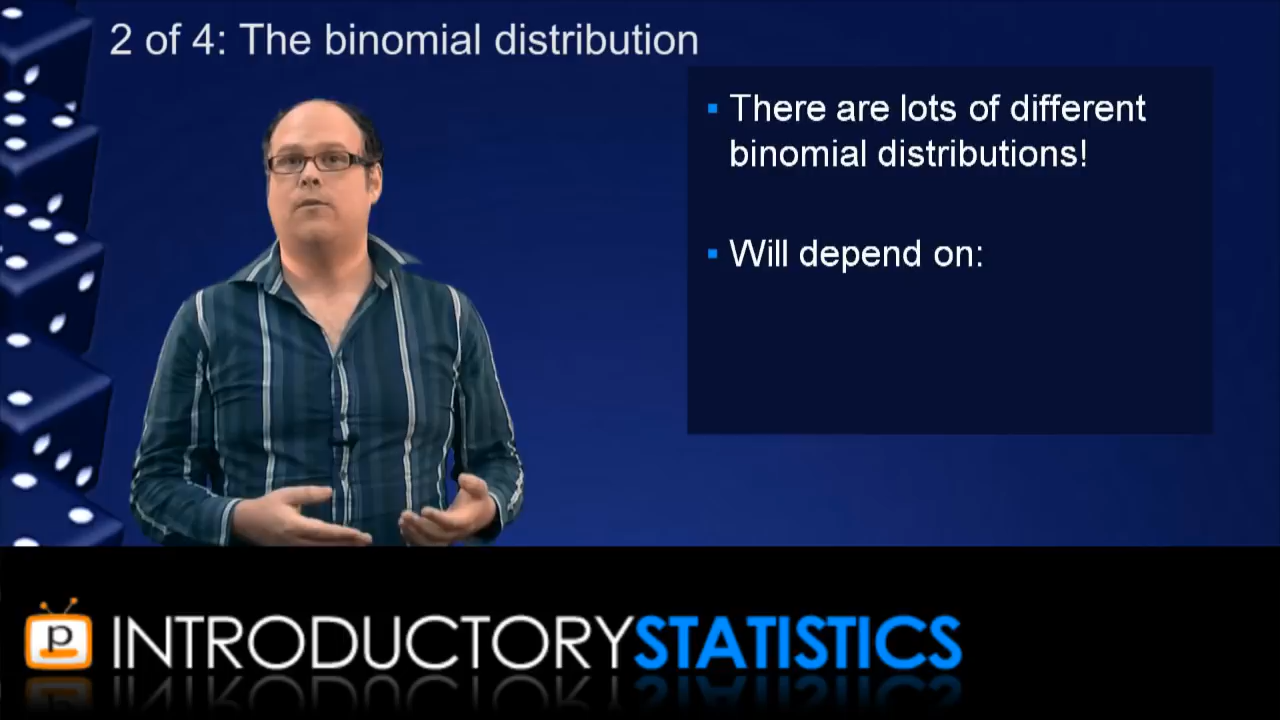 2 of 4: The binomial distribution
▪ There are lots of different
binomial distributions!
▪ Will depend on:
p INTRODUCTORYSTATISTICS